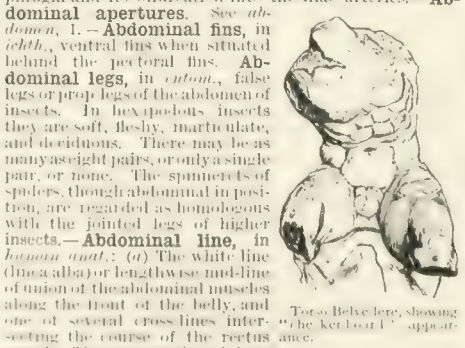 dominal apertures. See ab-
domen, 1. — Abdominal fins, in
ichth., ventral fins when situated
behind the pectoral fins. Ab-
dominal legs, in entom., false
legs or prop-legs of the abdomen of
insects. In hexapodous insects
they are soft, fleshy, inarticulate,
and deciduous. There may be as
many as eight pairs, or only a single
pair, or none. The spinnerets of
spiders, though abdominal in posi-
tion, are regarded as homologous
with the jointed legs of higher
insects. — Abdominal line, in
human anat.: (a) The white line
(linea alba) or lengthwise mid-line
of union of the abdominal muscles
along the front of the belly, and
one of several cross-lines inter-
secting the course of the rectus
Torso Belvedere, showing
"checkerboard" appear-
ance.